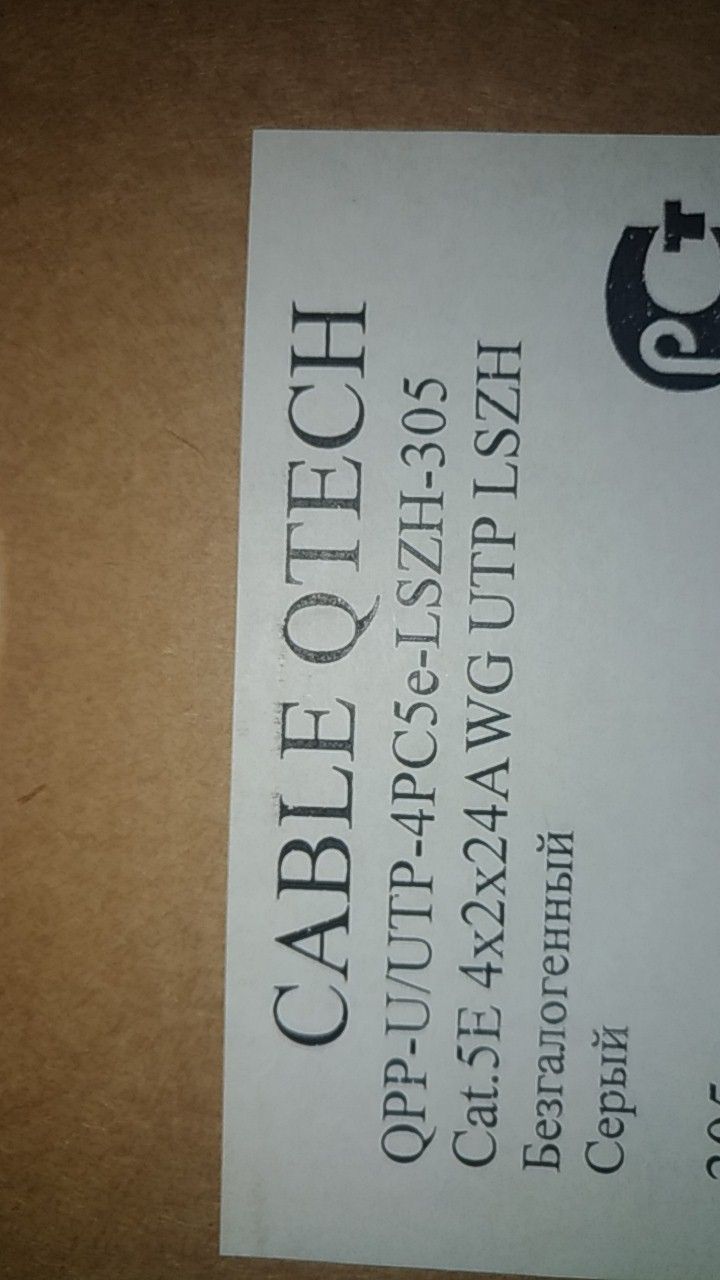 CABLE QTECH
QPP-U/UTP-4PC5e-LSZH-305
Cat.5E 4x2x24AWG UTP LSZH
Безгалогенный
Серый